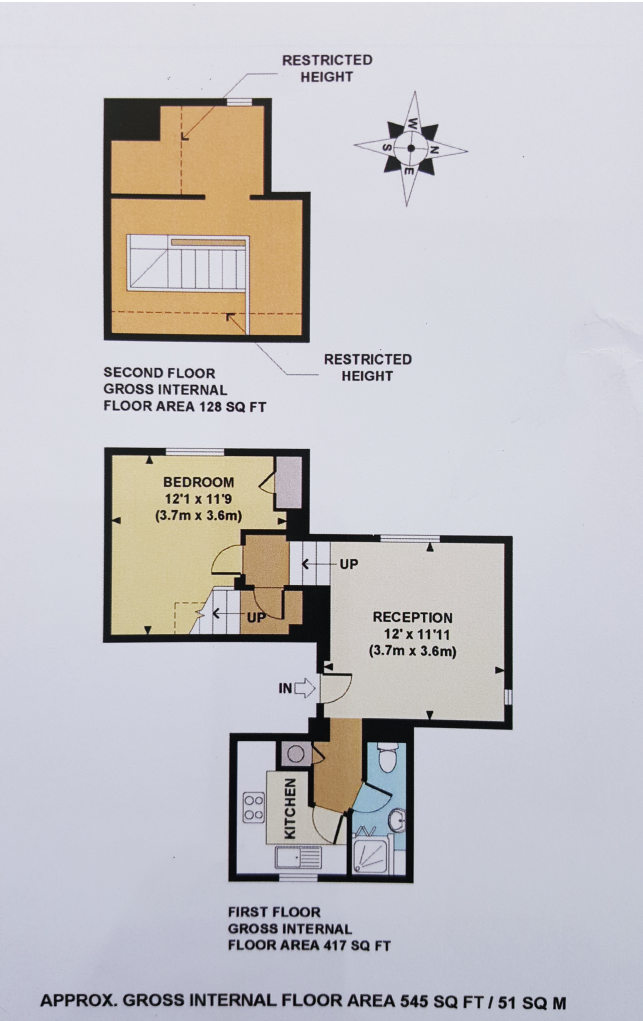 RESTRICTED
HEIGHT
W
N
S
E
RESTRICTED
HEIGHT
SECOND FLOOR
GROSS INTERNAL
FLOOR AREA 128 SQ FT
BEDROOM
12'1 x 11'9
(3.7m x 3.6m)
UP
UP
RECEPTION
12' x 11'11
(3.7m x 3.6m)
IN
KITCHEN
FIRST FLOOR
GROSS INTERNAL
FLOOR AREA 417 SQ FT
APPROX. GROSS INTERNAL FLOOR AREA 545 SQ FT / 51 SQ M